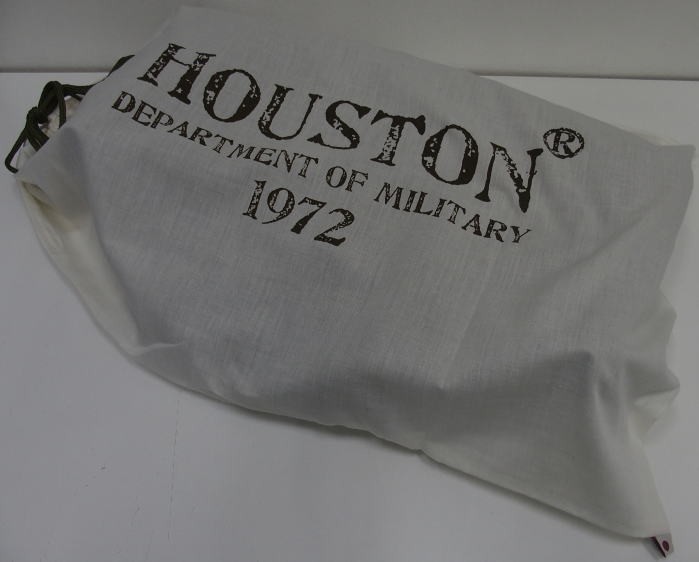 HOUSTON®
DEPARTMENT OF MILITARY
1972